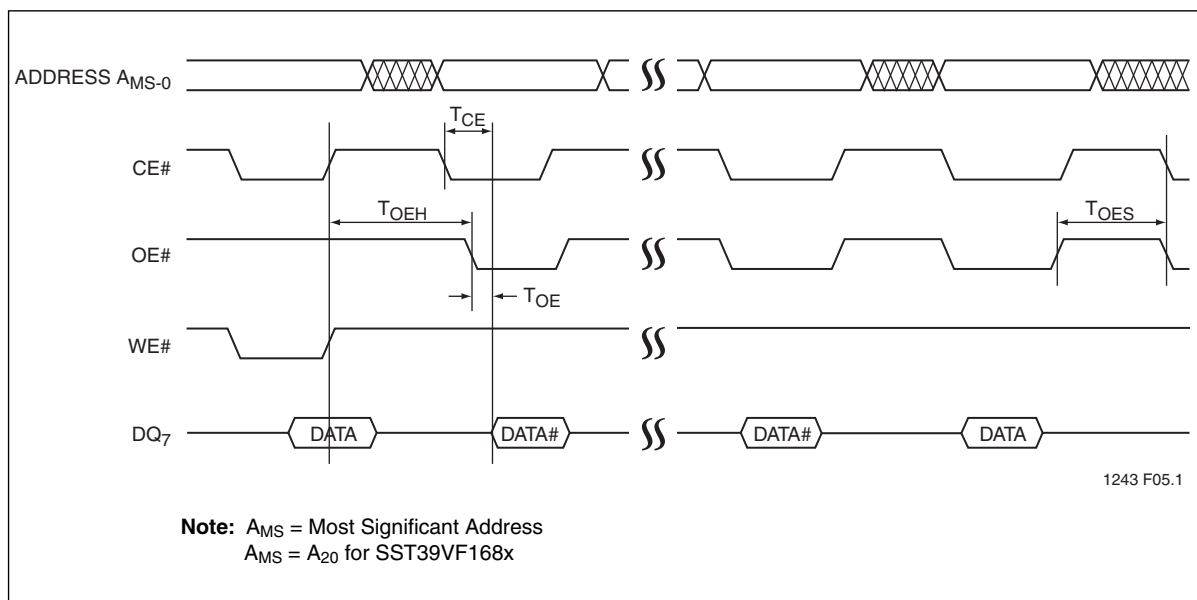 ADDRESS AMS-0
TCE
CE#
TOEH
TOES
OE#
TOE
WE#
DQ7
DATA
DATA#
DATA#
DATA
1243 F05.1
Note: AMS = Most Significant Address
AMS = A20 for SST39VF168x